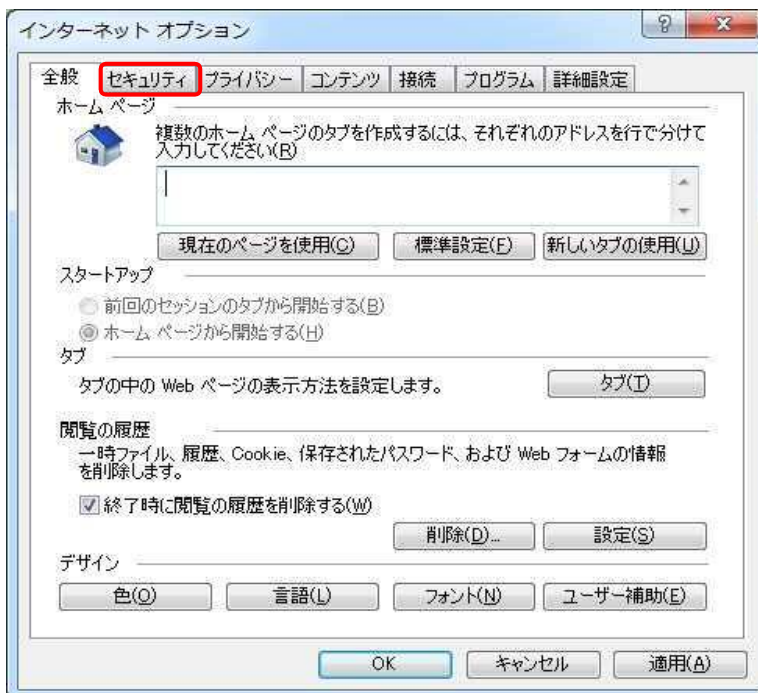 インターネット オプション
全般 セキュリティ プライバシー コンテンツ 接続 プログラム 詳細設定
ホーム ページ
複数のホーム ページのタブを作成するには、それぞれのアドレスを行で分けて
入力してください(R)
現在のページを使用(C) 標準設定(F) 新しいタブの使用(U)
スタートアップ
前回のセッションのタブから開始する(B)
ホーム ページから開始する(H)
タブ
タブの中の Web ページの表示方法を設定します。 タブ(T)
閲覧の履歴
一時ファイル、履歴、Cookie、保存されたパスワード、および Web フォームの情報
を削除します。
終了時に閲覧の履歴を削除する(W)
削除(D)... 設定(S)
デザイン
色(O) 言語(L) フォント(N) ユーザー補助(E)
OK キャンセル 適用(A)